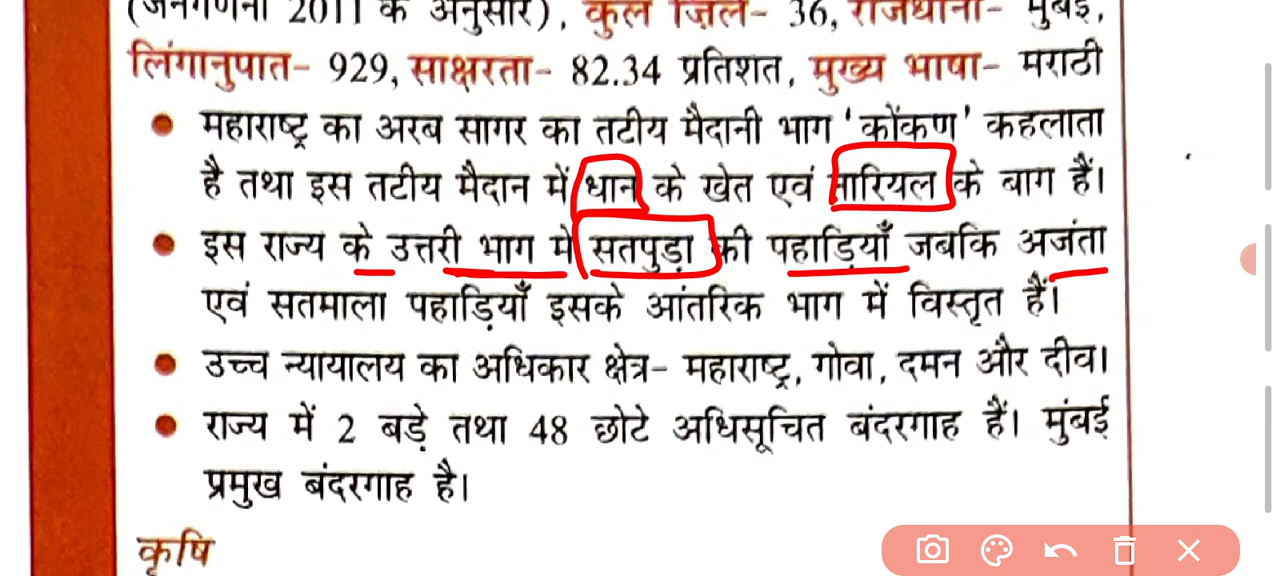 (जनगणना 2011 के अनुसार), कुल ज़िले- 36, राजधानी- मुंबई,
लिंगानुपात- 929, साक्षरता- 82.34 प्रतिशत, मुख्य भाषा- मराठी
• महाराष्ट्र का अरब सागर का तटीय मैदानी भाग 'कोंकण' कहलाता
है तथा इस तटीय मैदान में धान के खेत एवं नारियल के बाग हैं।
• इस राज्य के उत्तरी भाग में सतपुड़ा की पहाड़ियाँ जबकि अजंता
एवं सतमाला पहाड़ियाँ इसके आंतरिक भाग में विस्तृत हैं।
• उच्च न्यायालय का अधिकार क्षेत्र- महाराष्ट्र, गोवा, दमन और दीव।
• राज्य में 2 बड़े तथा 48 छोटे अधिसूचित बंदरगाह हैं। मुंबई
प्रमुख बंदरगाह है।
कृषि